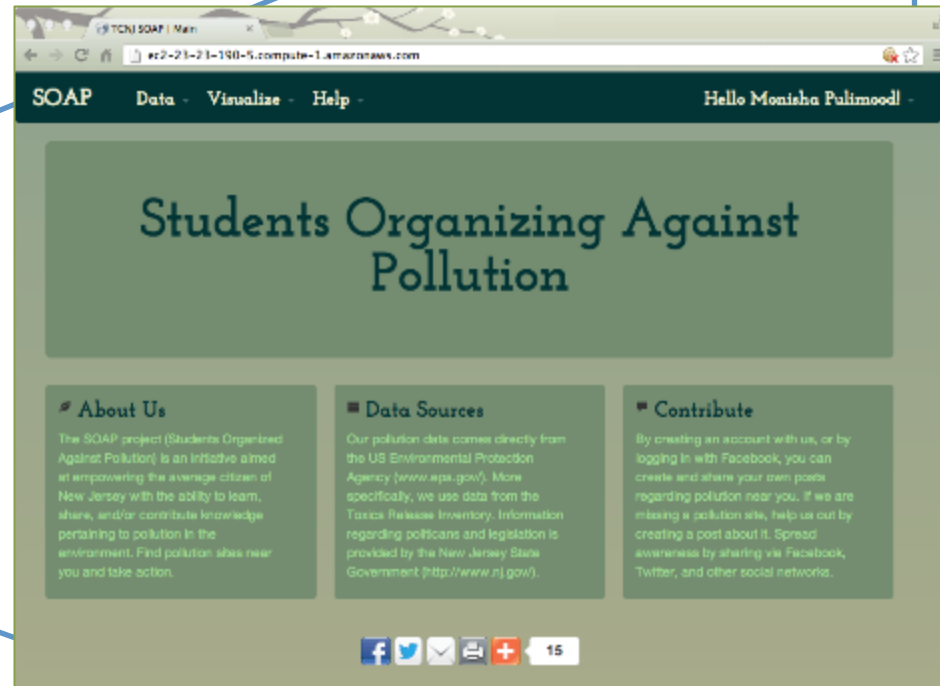 TCNJ SOAP | Main
ec2-23-23-190-5.compute-1.amazonaws.com
SOAP Data Visualize Help Hello Monisha Pulimood!
Students Organizing Against
Pollution
About Us
The SOAP project (Students Organized
Against Pollution) is an initiative aimed
at empowering the average citizen of
New Jersey with the ability to learn,
share, and/or contribute knowledge
pertaining to pollution in the
environment. Find pollution sites near
you and take action.
Data Sources
Our pollution data comes directly from
the US Environmental Protection
Agency (www.epa.gov/). More
specifically, we use data from the
Toxics Release Inventory. Information
regarding politicans and legislation is
provided by the New Jersey State
Government (http://www.nj.gov/).
Contribute
By creating an account with us, or by
logging in with Facebook, you can
create and share your own posts
regarding pollution near you. If we are
missing a pollution site, help us out by
creating a post about it. Spread
awareness by sharing via Facebook,
Twitter, and other social networks.
15